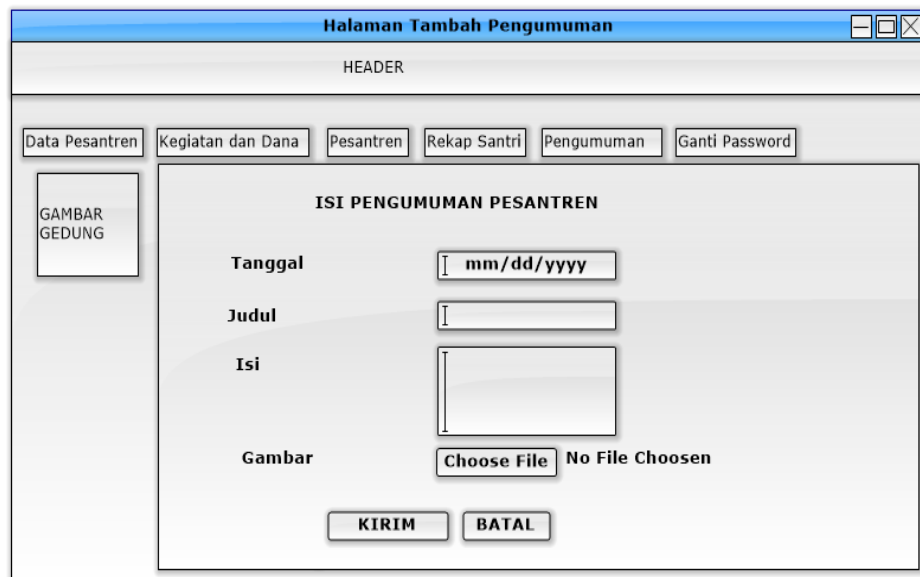 Halaman Tambah Pengumuman
HEADER
Data Pesantren Kegiatan dan Dana Pesantren Rekap Santri Pengumuman Ganti Password
GAMBAR
GEDUNG
ISI PENGUMUMAN PESANTREN
Tanggal mm/dd/yyyy
Judul
Isi
Gambar Choose File No File Choosen
KIRIM BATAL